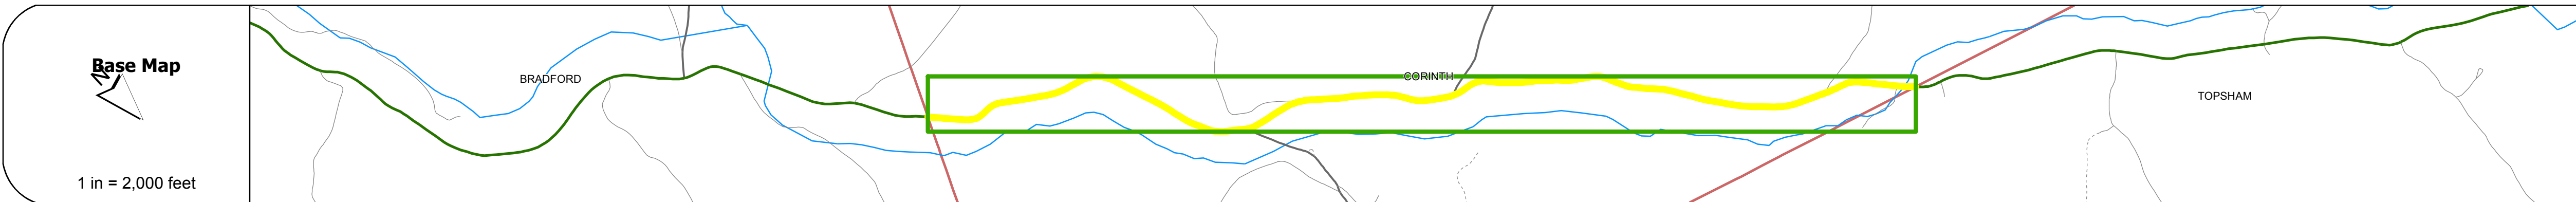 Base Map
N
1 in = 2,000 feet
BRADFORD
CORINTH
TOPSHAM